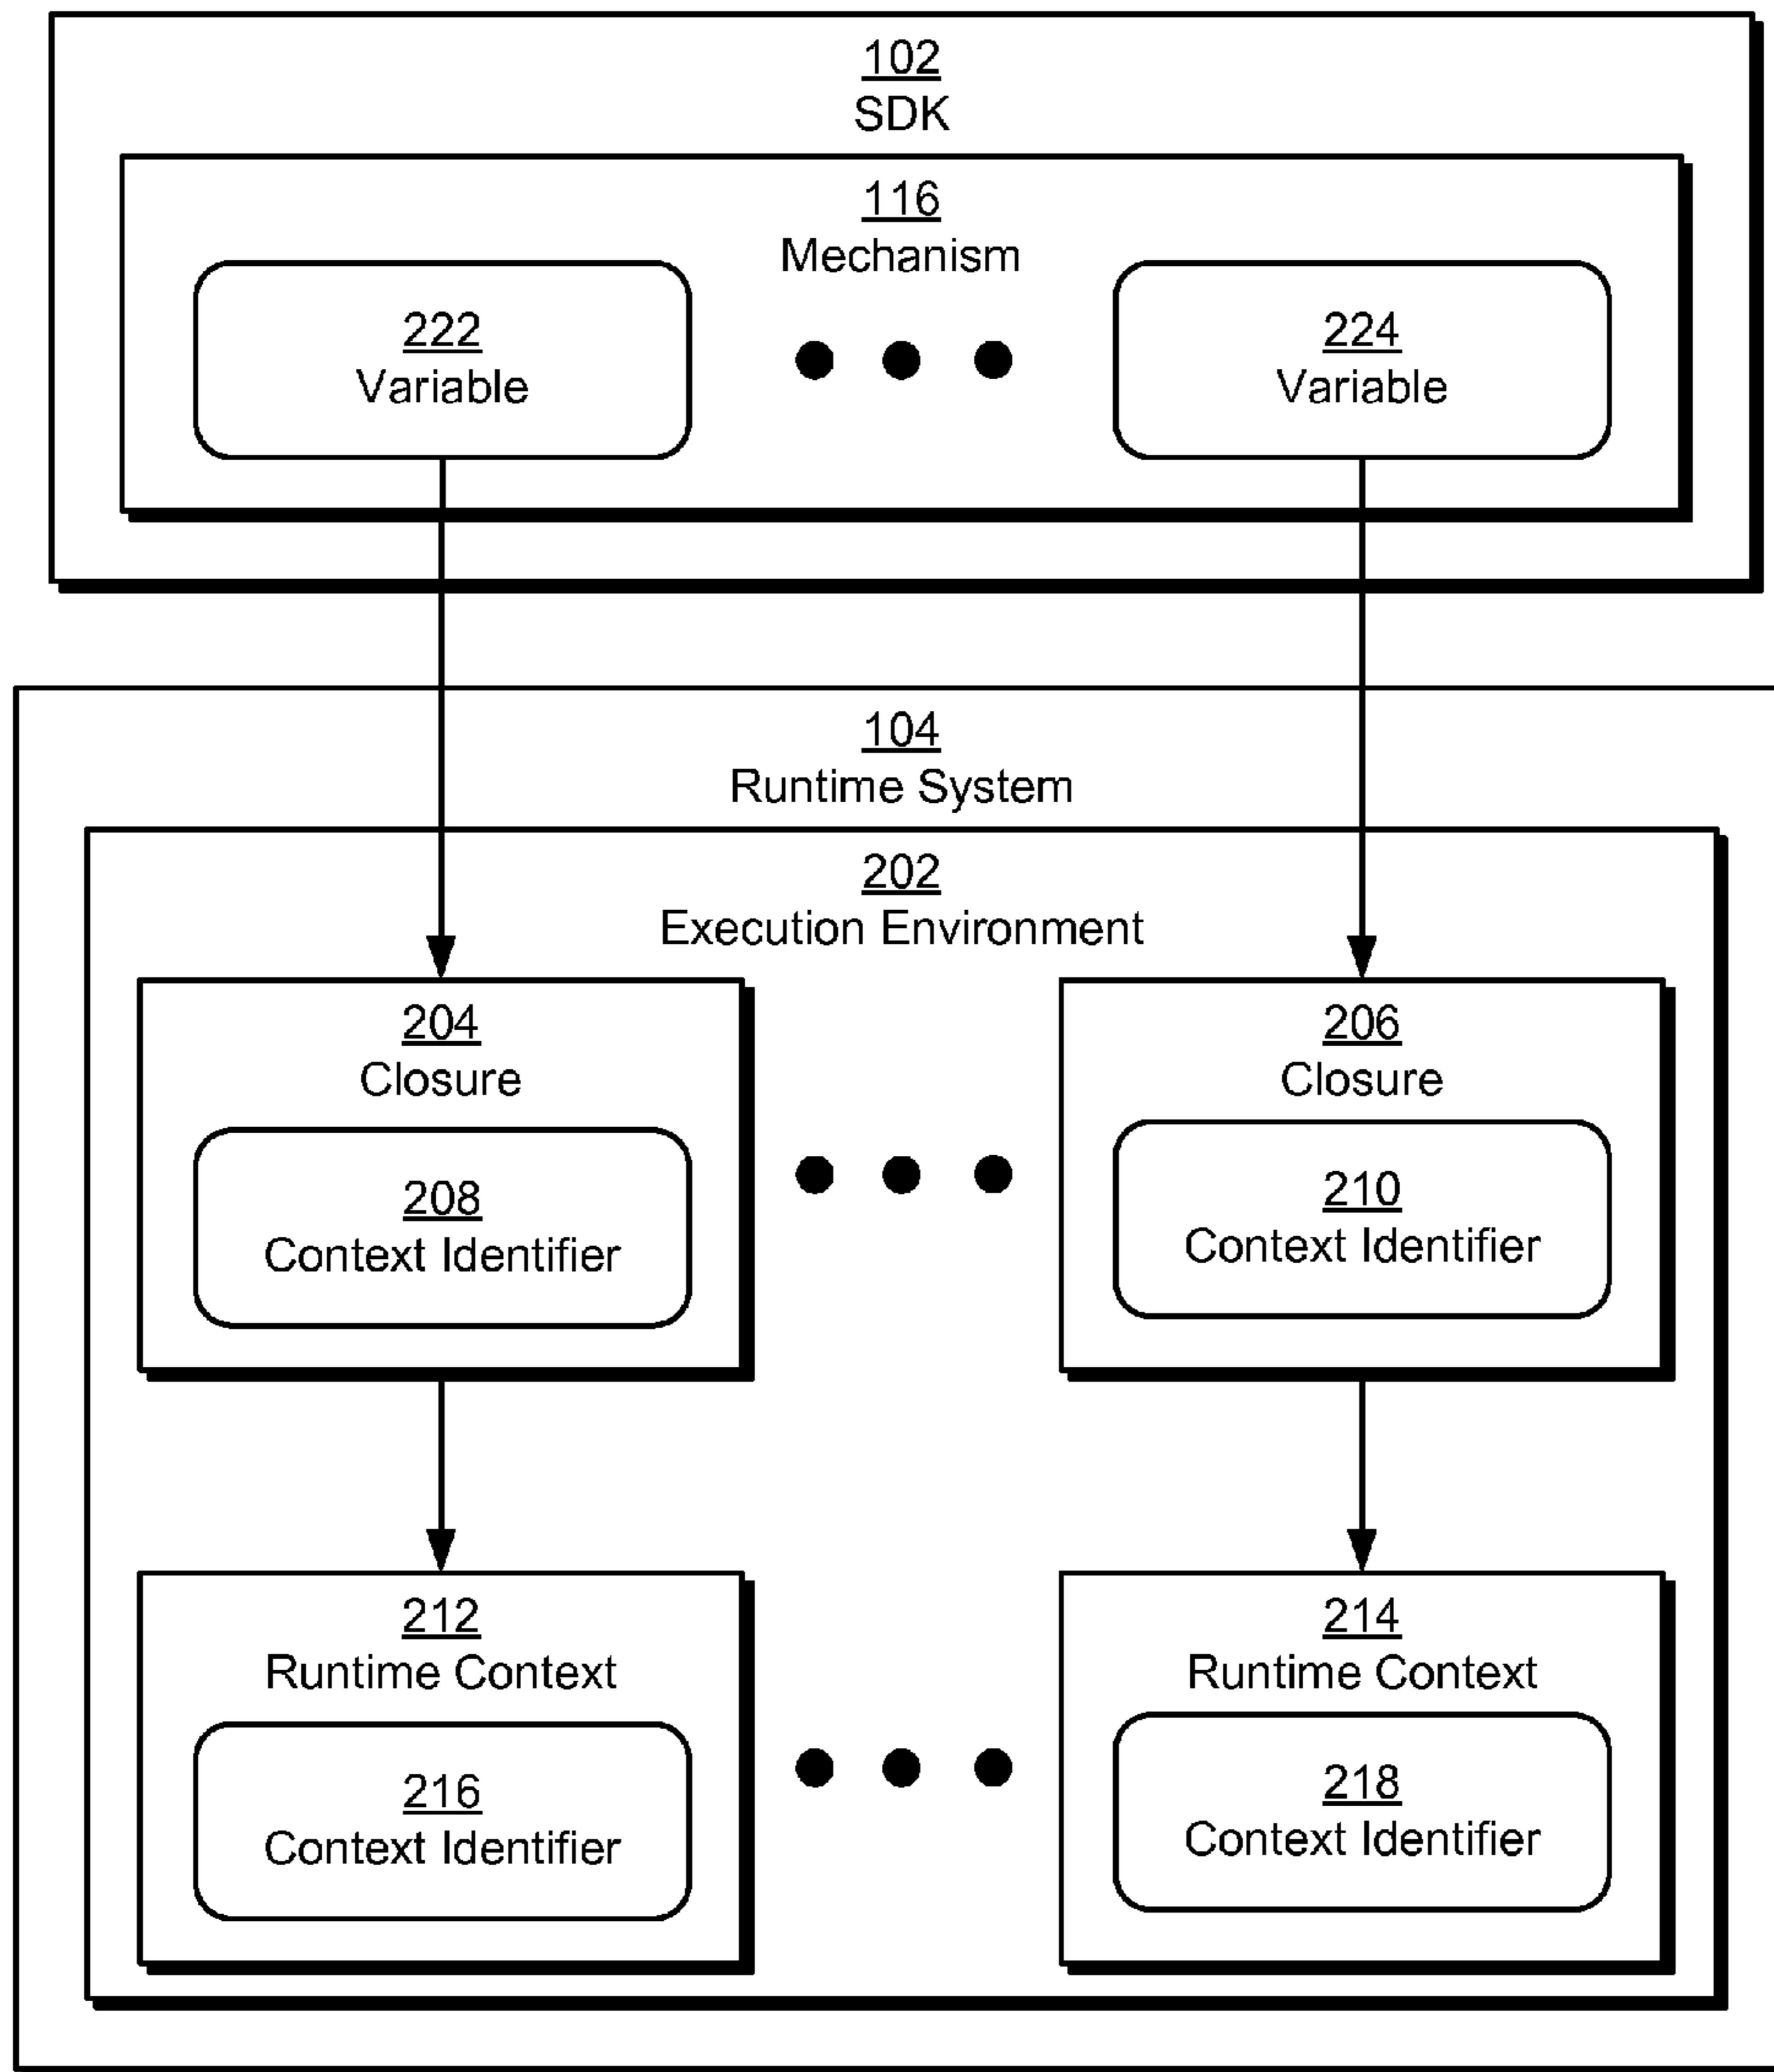 102
SDK
116
Mechanism
222
Variable
224
Variable
104
Runtime System
202
Execution Environment
204
Closure
208
Context Identifier
206
Closure
210
Context Identifier
212
Runtime Context
216
Context Identifier
214
Runtime Context
218
Context Identifier